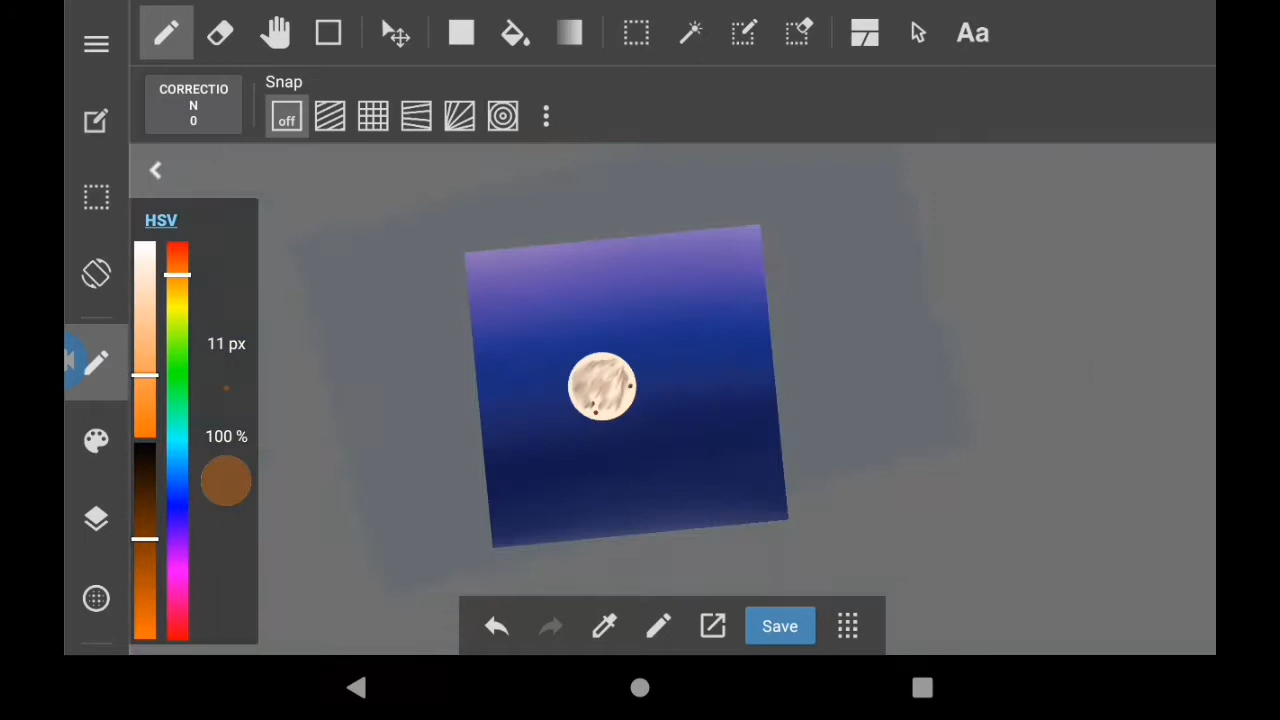 Aa
CORRECTIO
N
0
Snap
off
HSV
11 px
100 %
Save